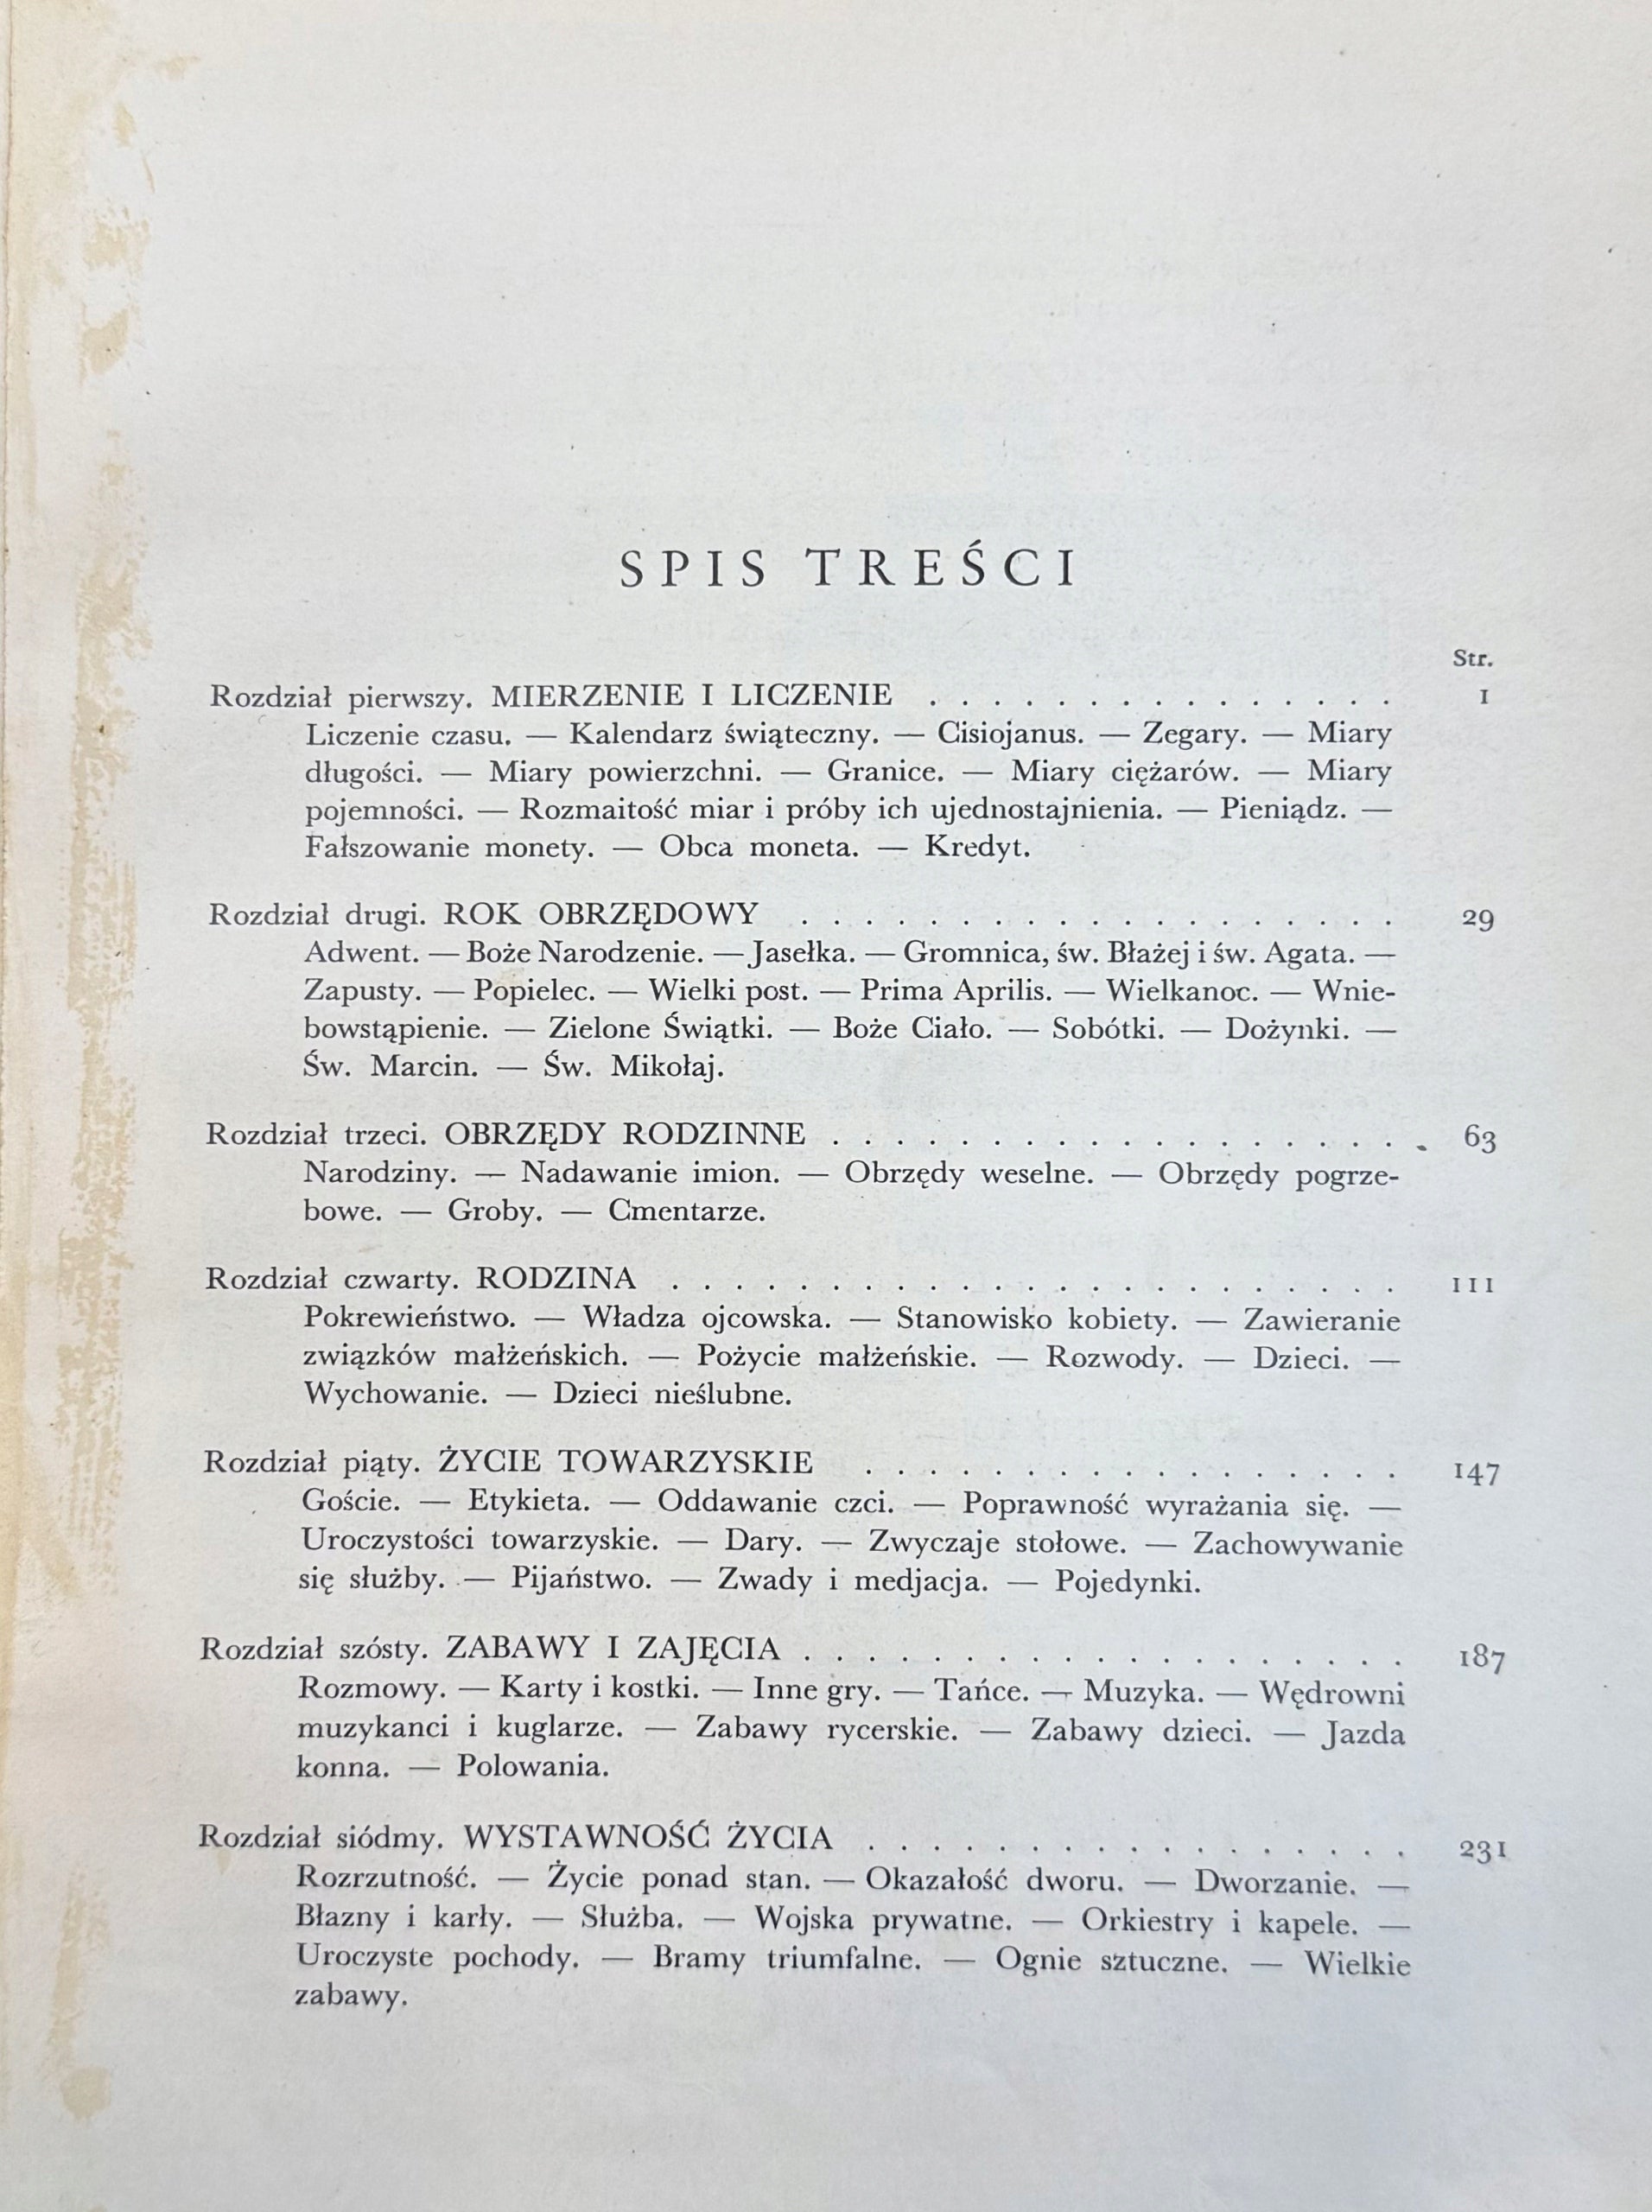 SPIS TREŚCI
Str.
Rozdział pierwszy. MIERZENIE I LICZENIE . . . . . . . . . . . . . . . 1
Liczenie czasu. — Kalendarz świąteczny. — Cisiojanus. — Zegary. — Miary
długości. — Miary powierzchni. — Granice. — Miary ciężarów. — Miary
pojemności. — Rozmaitość miar i próby ich ujednostajnienia. — Pieniądz. —
Fałszowanie monety. — Obca moneta. — Kredyt.
Rozdział drugi. ROK OBRZĘDOWY . . . . . . . . . . . . . . . . . . . 29
Adwent. — Boże Narodzenie. — Jasełka. — Gromnica, św. Błażej i św. Agata. —
Zapusty. — Popielec. — Wielki post. — Prima Aprilis. — Wielkanoc. — Wnie-
bowstąpienie. — Zielone Świątki. — Boże Ciało. — Sobótki. — Dożynki. —
Św. Marcin. — Św. Mikołaj.
Rozdział trzeci. OBRZĘDY RODZINNE . . . . . . . . . . . . . . . . . . . 63
Narodziny. — Nadawanie imion. — Obrzędy weselne. — Obrzędy pogrze-
bowe. — Groby. — Cmentarze.
Rozdział czwarty. RODZINA . . . . . . . . . . . . . . . . . . . . . . . 111
Pokrewieństwo. — Władza ojcowska. — Stanowisko kobiety. — Zawieranie
związków małżeńskich. — Pożycie małżeńskie. — Rozwody. — Dzieci. —
Wychowanie. — Dzieci nieślubne.
Rozdział piąty. ŻYCIE TOWARZYSKIE . . . . . . . . . . . . . . . . . 147
Goście. — Etykieta. — Oddawanie czci. — Poprawność wyrażania się. —
Uroczystości towarzyskie. — Dary. — Zwyczaje stołowe. — Zachowywanie
się służby. — Pijaństwo. — Zwady i medjacja. — Pojedynki.
Rozdział szósty. ZABAWY I ZAJĘCIA . . . . . . . . . . . . . . . . . . . 187
Rozmowy. — Karty i kostki. — Inne gry. — Tańce. — Muzyka. — Wędrowni
muzykanci i kuglarze. — Zabawy rycerskie. — Zabawy dzieci. — Jazda
konna. — Polowania.
Rozdział siódmy. WYSTAWNOŚĆ ŻYCIA . . . . . . . . . . . . . . . . . 231
Rozrzutność. — Życie ponad stan. — Okazałość dworu. — Dworzanie. —
Błazny i karły. — Służba. — Wojska prywatne. — Orkiestry i kapele. —
Uroczyste pochody. — Bramy triumfalne. — Ognie sztuczne. — Wielkie
zabawy.